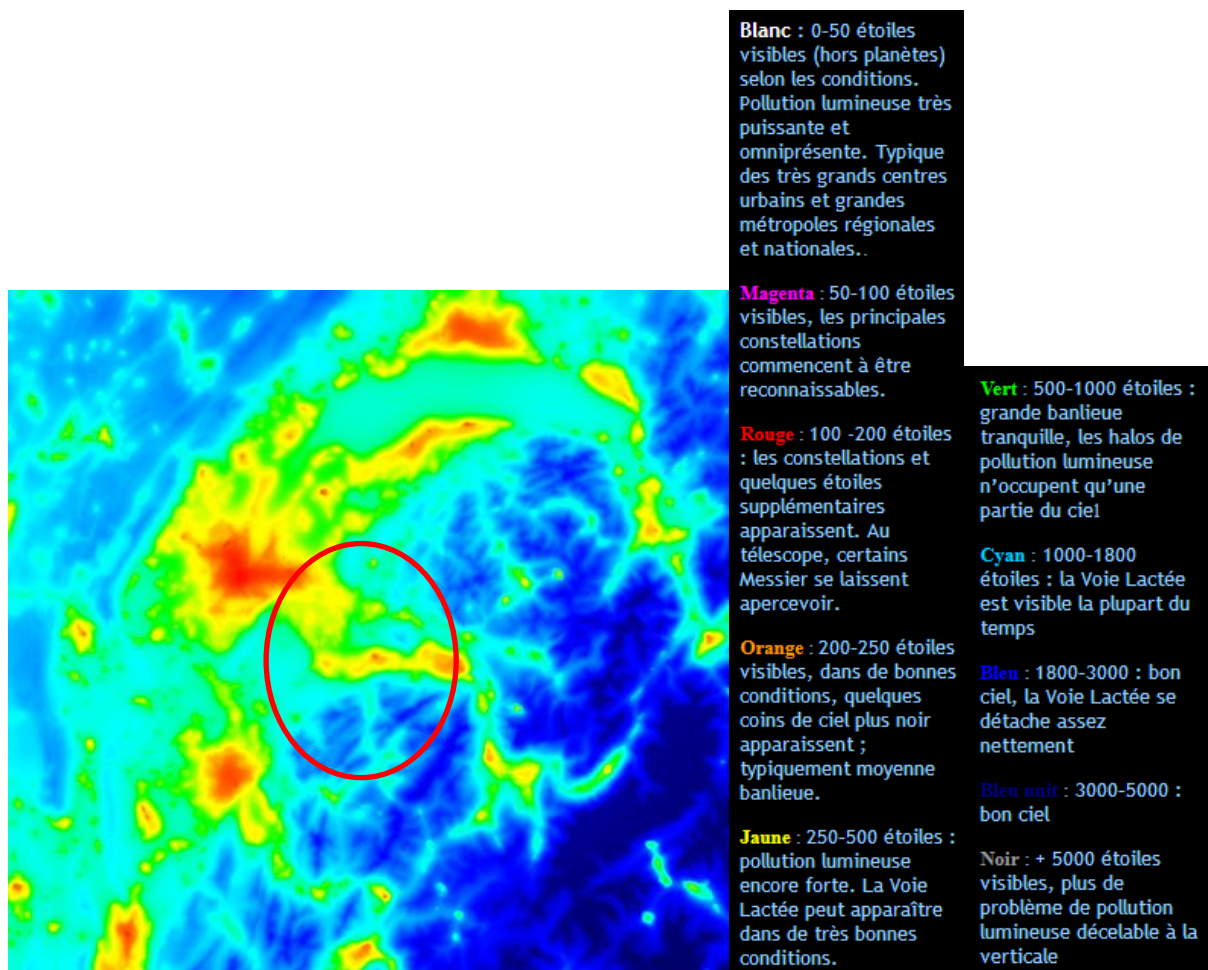 Blanc : 0-50 étoiles
visibles (hors planètes)
selon les conditions.
Pollution lumineuse très
puissante et
omniprésente. Typique
des très grands centres
urbains et grandes
métropoles régionales
et nationales..
Magenta : 50-100 étoiles
visibles, les principales
constellations
commencent à être
reconnaissables.
Rouge : 100 -200 étoiles
: les constellations et
quelques étoiles
supplémentaires
apparaissent. Au
télescope, certains
Messier se laissent
apercevoir.
Orange : 200-250 étoiles
visibles, dans de bonnes
conditions, quelques
coins de ciel plus noir
apparaissent ;
typiquement moyenne
banlieue.
Jaune : 250-500 étoiles :
pollution lumineuse
encore forte. La Voie
Lactée peut apparaître
dans de très bonnes
conditions.
Vert : 500-1000 étoiles :
grande banlieue
tranquille, les halos de
pollution lumineuse
n'occupent qu'une
partie du ciel
Cyan : 1000-1800
étoiles : la Voie Lactée
est visible la plupart du
temps
Bleu : 1800-3000 : bon
ciel, la Voie Lactée se
détache assez
nettement
Bleu nuit : 3000-5000 :
bon ciel
Noir : + 5000 étoiles
visibles, plus de
problème de pollution
lumineuse décelable à la
verticale